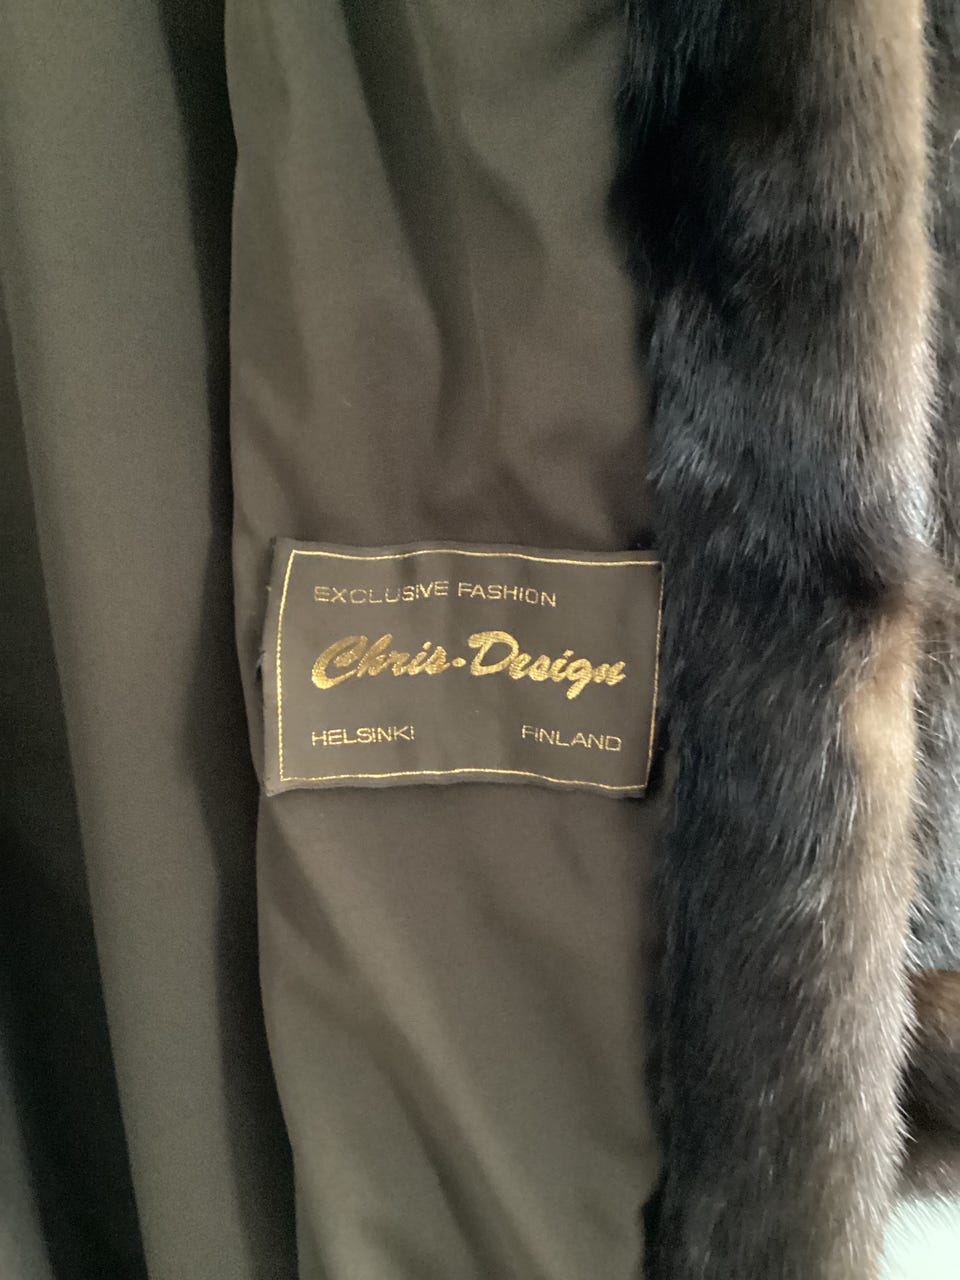 EXCLUSIVE FASHION
Chris-Design
HELSINKI FINLAND